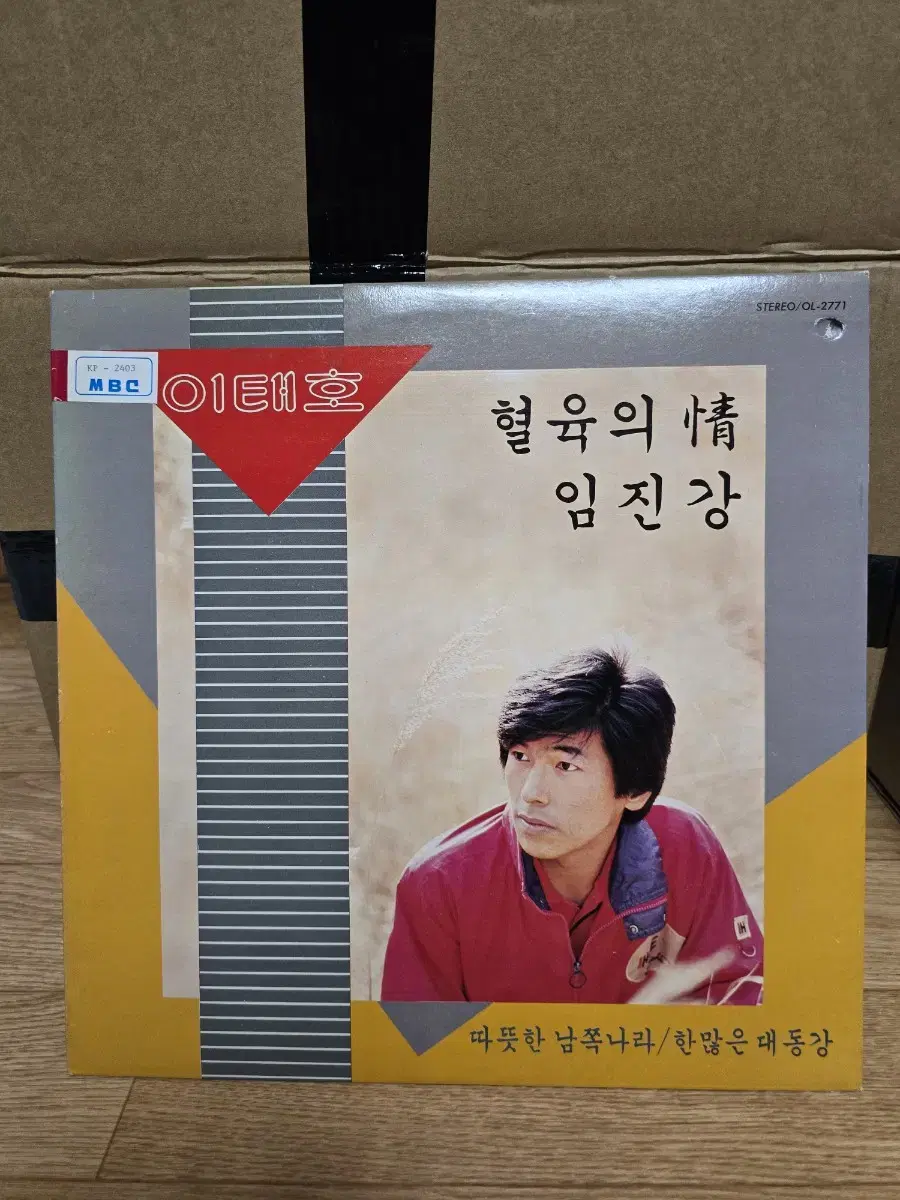 STEREO/OL-2771
KP - 2403
MBC
이태호
혈육의 情
임진강
따뜻한 남쪽나라/한많은 대동강